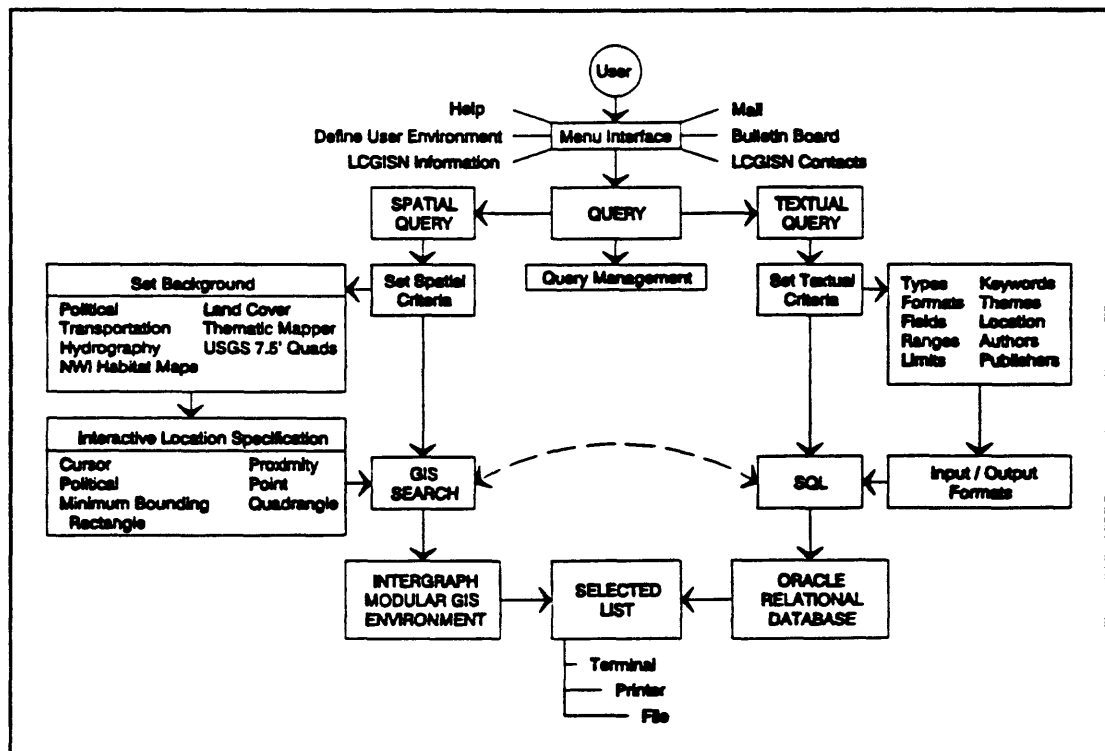 User
Help
Mail
Define User Environment
Menu Interface
Bulletin Board
LCGISN Information
LCGISN Contacts
SPATIAL
QUERY
QUERY
TEXTUAL
QUERY
Query Management
Set Spatial
Criteria
Set Textual
Criteria
Set Background
Political Land Cover
Transportation Thematic Mapper
Hydrography USGS 7.5' Quads
NWI Habitat Maps
Types Keywords
Formats Themes
Fields Location
Ranges Authors
Limits Publishers
Interactive Location Specification
Cursor Proximity
Political Point
Minimum Bounding Quadrangle
Rectangle
GIS
SEARCH
SQL
Input / Output
Formats
INTERGRAPH
MODULAR GIS
ENVIRONMENT
SELECTED
LIST
ORACLE
RELATIONAL
DATABASE
Terminal
Printer
File